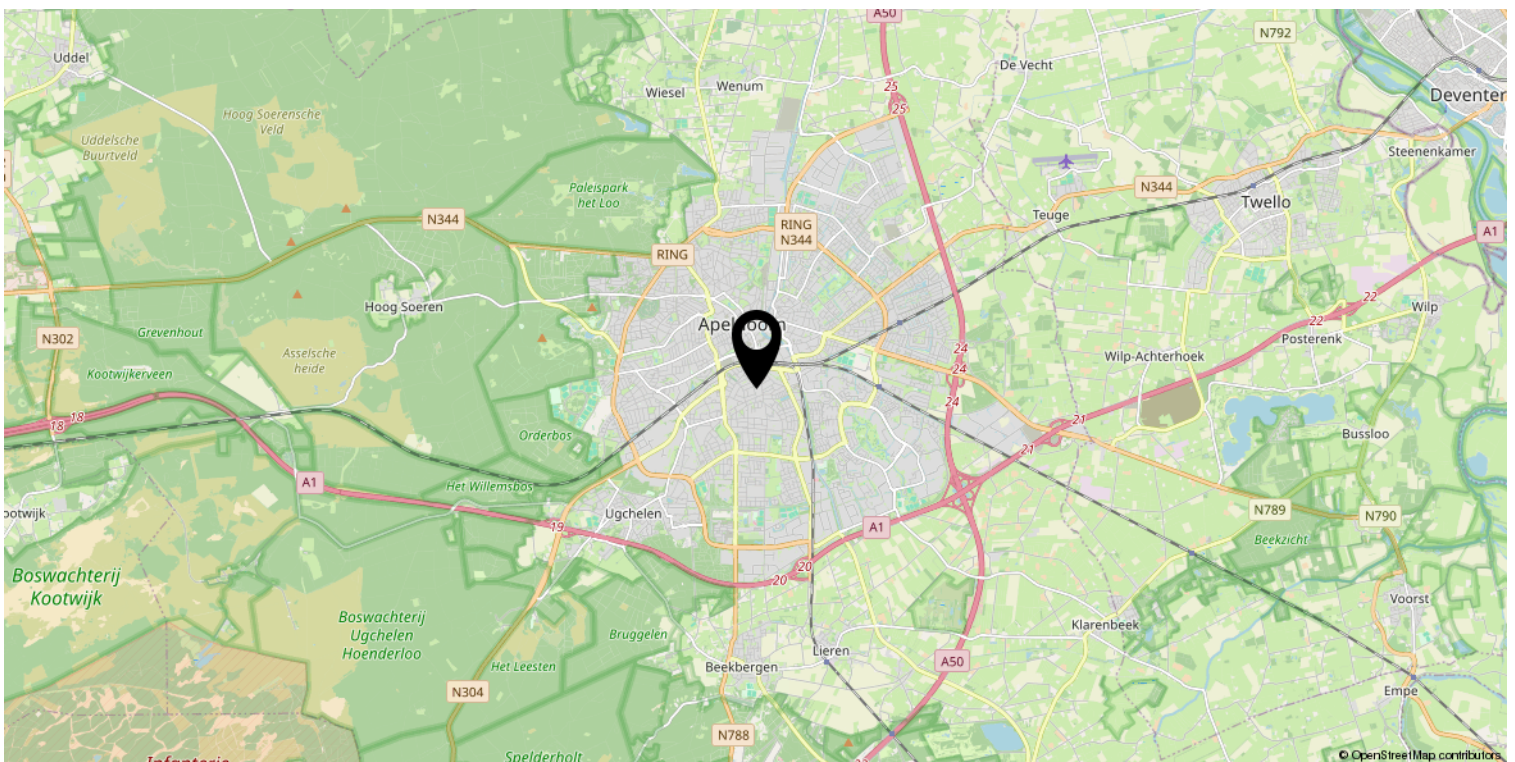 A50
N792
Uddel
De Vecht
Wiesel
Wenum
25
25
Deventer
Hoog Soerensche
Veld
Uddelsche
Buurtveld
Steenenkamer
Paleispark
het Loo
N344
Twello
N344
Teuge
RING
N344
A1
RING
Hoog Soeren
22
22
Wilp
Grevenhout
N302
Posterenk
Asselsche
heide
24
24
24
Wilp-Achterhoek
Kootwijkerveen
18
18
21
21
Orderbos
Bussloo
A1
Het Willemsbos
Ugchelen
19
A1
N789
N790
Beekzicht
20
20
Boswachterij
Kootwijk
Boswachterij
Ugchelen
Hoenderloo
Bruggelen
Voorst
Klarenbeek
Het Leesten
Beekbergen
Lieren
A50
N304
Empe
N788
Spelderholt
© OpenStreetMap contributors